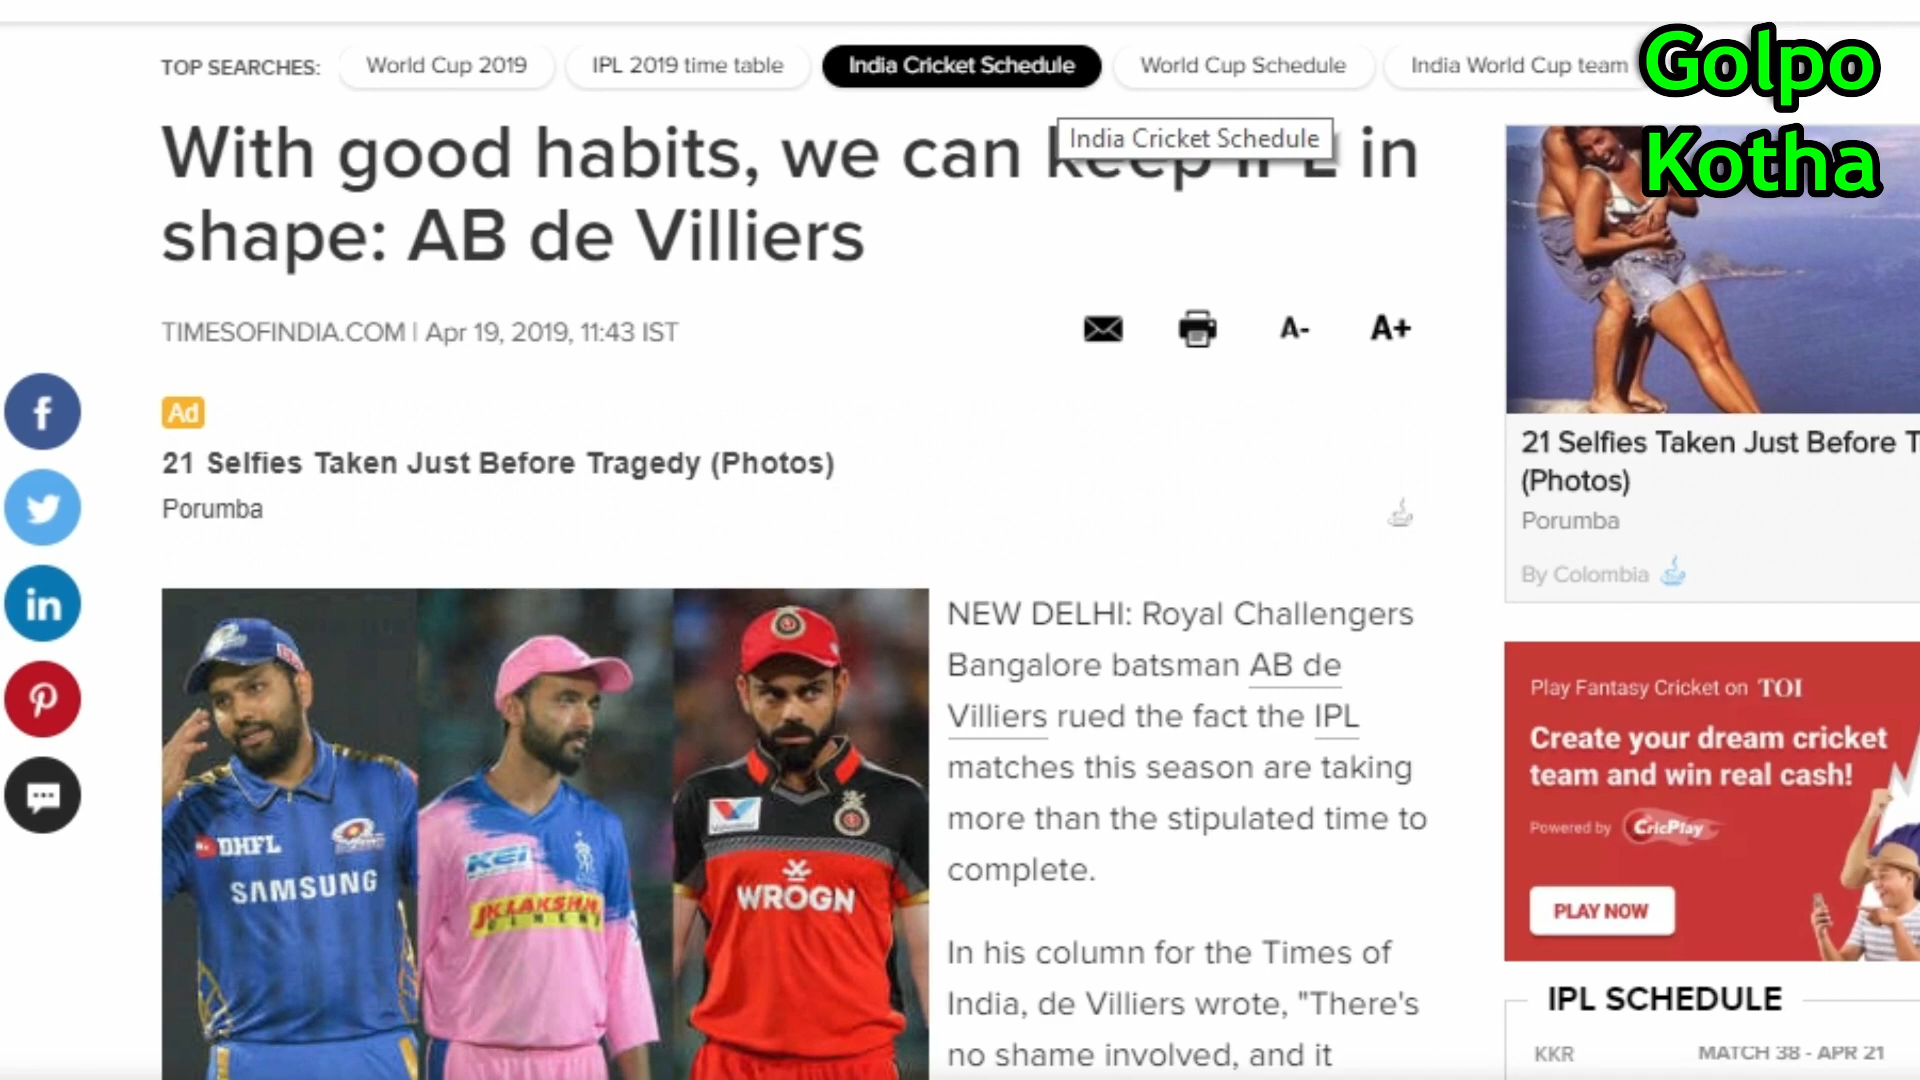 TOP SEARCHES:
World Cup 2019
IPL 2019 time table
India Cricket Schedule
World Cup Schedule
India World Cup team
Golpo
Kotha
India Cricket Schedule
With good habits, we can keep IPL in
shape: AB de Villiers
TIMESOFINDIA.COM | Apr 19, 2019, 11:43 IST
A-
A+
Ad
21 Selfies Taken Just Before Tragedy (Photos)
Porumba
f
in
NEW DELHI: Royal Challengers
Bangalore batsman AB de
Villiers rued the fact the IPL
matches this season are taking
more than the stipulated time to
complete.
In his column for the Times of
India, de Villiers wrote, "There's
no shame involved, and it
DHFL
SAMSUNG
KEI
JK LAKSHMI
CEMENT
WROGN
21 Selfies Taken Just Before T
(Photos)
Porumba
By Colombia
Play Fantasy Cricket on TOI
Create your dream cricket
team and win real cash!
Powered by CricPlay
PLAY NOW
IPL SCHEDULE
KKR
MATCH 38 - APR 21